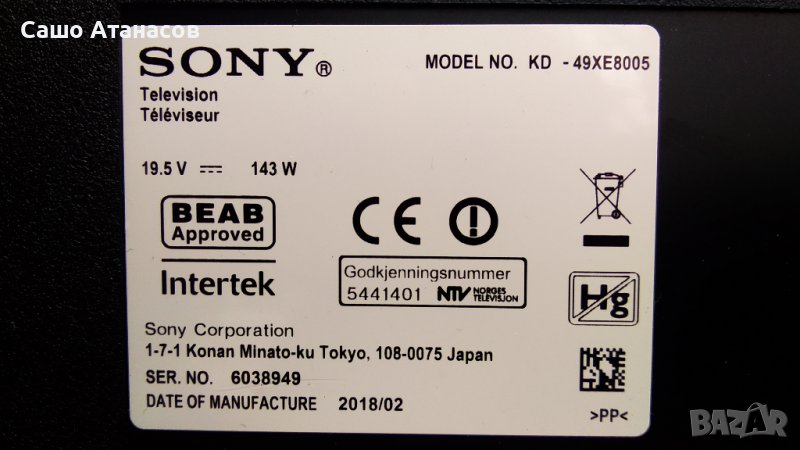 Сашо Атанасов
SONY®
MODEL NO. KD - 49XE8005
Television
Téléviseur
19.5 V ⎓ 143 W
BEAB
Approved
Intertek
CE
Godkjenningsnummer
5441401 NTV NORGES
TELEVISJON
Hg
Sony Corporation
1-7-1 Konan Minato-ku Tokyo, 108-0075 Japan
SER. NO. 6038949
DATE OF MANUFACTURE 2018/02
>PP<
BAZAR